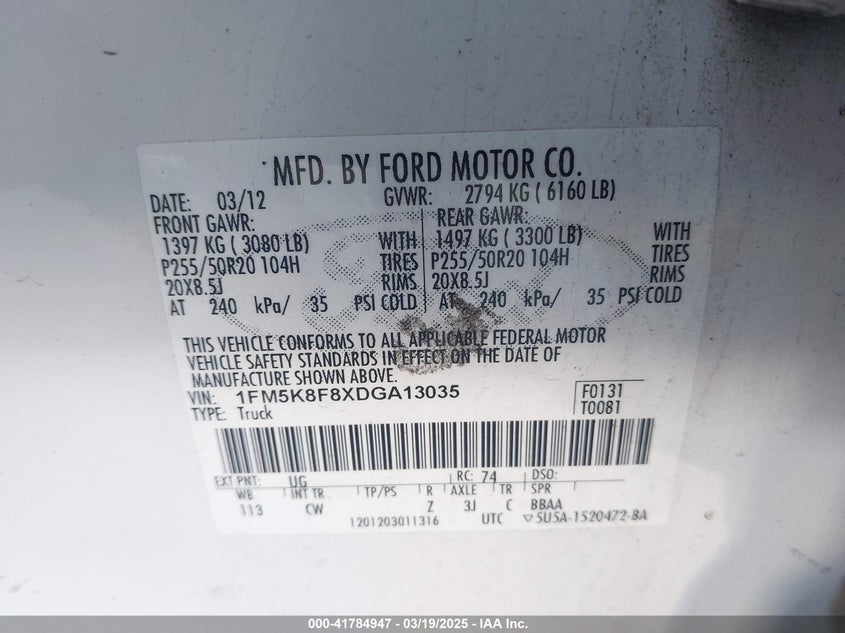 MFD. BY FORD MOTOR CO.
DATE: 03/12 GVWR: 2794 KG ( 6160 LB)
FRONT GAWR: REAR GAWR:
1397 KG ( 3080 LB) WITH 1497 KG ( 3300 LB) WITH
P255/50R20 104H TIRES P255/50R20 104H TIRES
20X8.5J RIMS 20X8.5J RIMS
AT 240 kPa/ 35 PSI COLD AT 240 kPa/ 35 PSI COLD
THIS VEHICLE CONFORMS TO ALL APPLICABLE FEDERAL MOTOR
VEHICLE SAFETY STANDARDS IN EFFECT ON THE DATE OF
MANUFACTURE SHOWN ABOVE.
VIN: 1FM5K8F8XDGA13035 F0131
TYPE: Truck T0081
EXT PNT: UG RC: 74 DSO:
WB INT TR TP/PS R AXLE TR SPR
113 CW Z 3J C BBAA
1201203011316 UTC ▽5U5A-1520472-BA
000-41784947 - 03/19/2025 - IAA Inc.